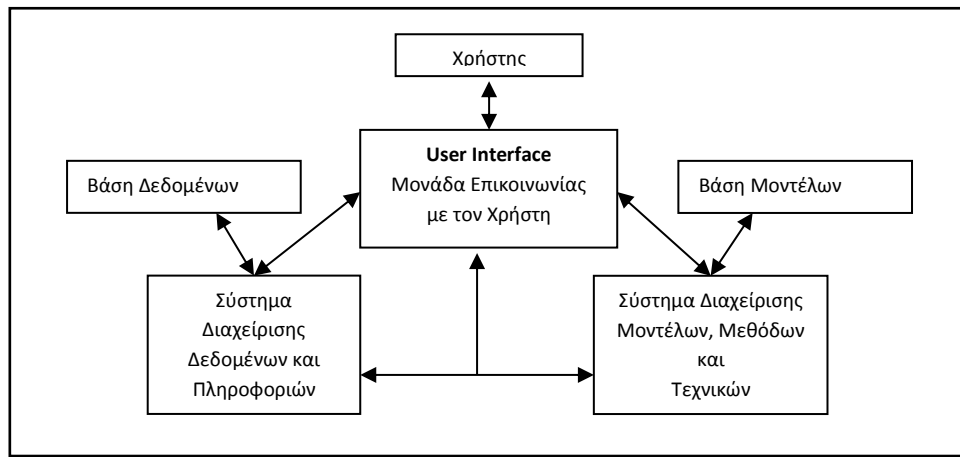 Χρήστης
User Interface
Μονάδα Επικοινωνίας
με τον Χρήστη
Βάση Δεδομένων
Βάση Μοντέλων
Σύστημα
Διαχείρισης
Δεδομένων και
Πληροφοριών
Σύστημα Διαχείρισης
Μοντέλων, Μεθόδων
και
Τεχνικών